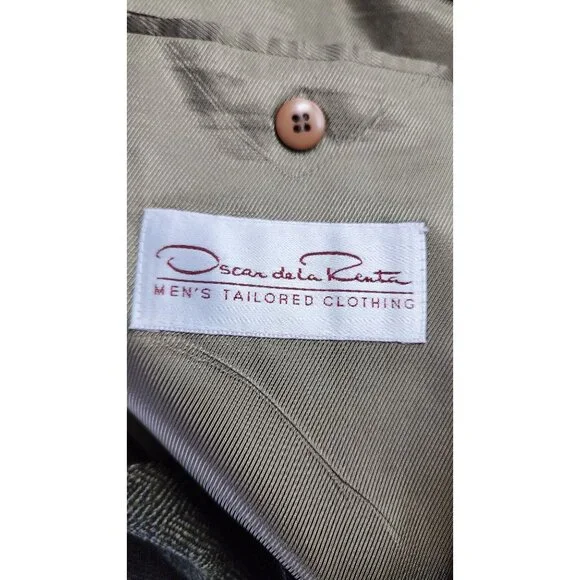 Oscar de la Renta
MEN'S TAILORED CLOTHING